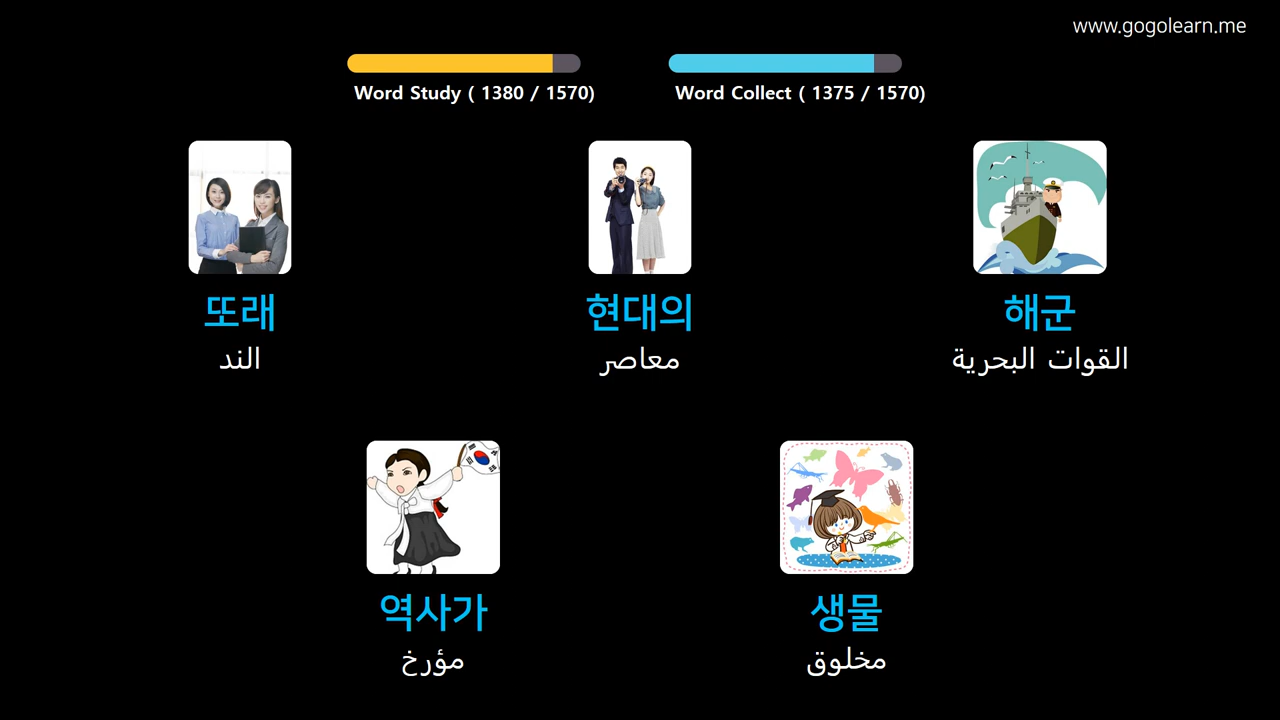 www.gogolearn.me
Word Study ( 1380 / 1570)
Word Collect ( 1375 / 1570)
또래
الند
현대의
معاصر
해군
القوات البحرية
역사가
مؤرخ
생물
مخلوق